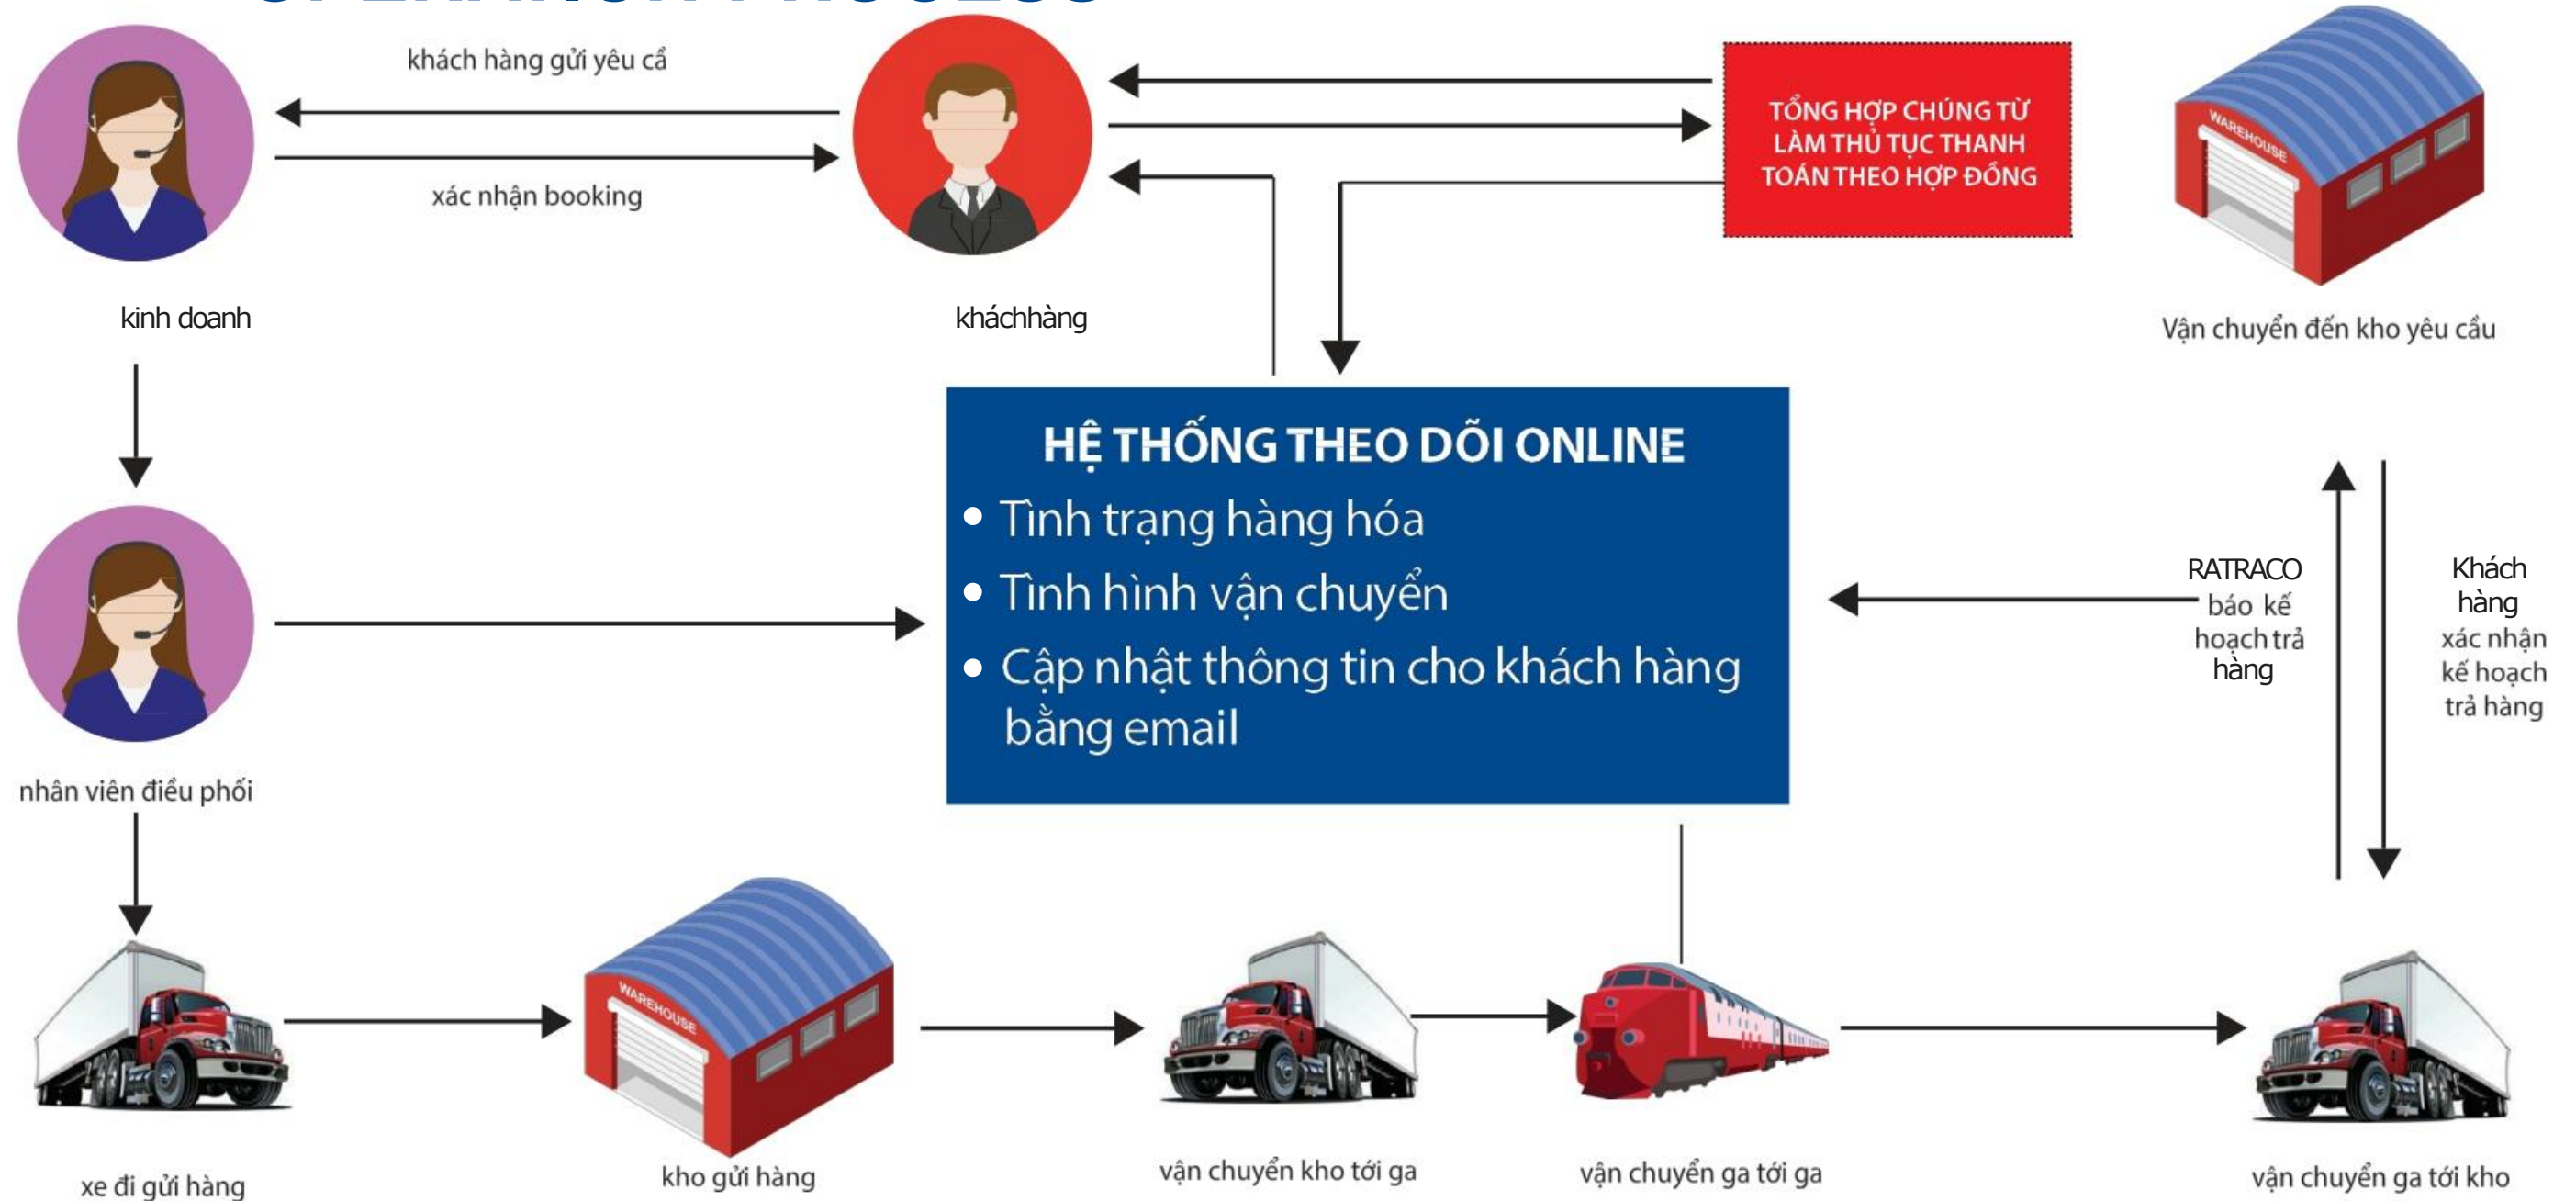 khách hàng gửi yêu cầ
xác nhận booking
TỔNG HỢP CHÚNG TỪ
LÀM THỦ TỤC THANH
TOÁN THEO HỢP ĐỒNG
WAREHOUSE
kinh doanh
kháchhàng
Vận chuyển đến kho yêu cầu
HỆ THỐNG THEO DÕI ONLINE
• Tình trạng hàng hóa
• Tình hình vận chuyển
• Cập nhật thông tin cho khách hàng
bằng email
RATRACO
báo kế
hoạch trả
hàng
Khách
hàng
xác nhận
kế hoạch
trả hàng
nhân viên điều phối
WAREHOUSE
xe đi gửi hàng
kho gửi hàng
vận chuyển kho tới ga
vận chuyển ga tới ga
vận chuyển ga tới kho